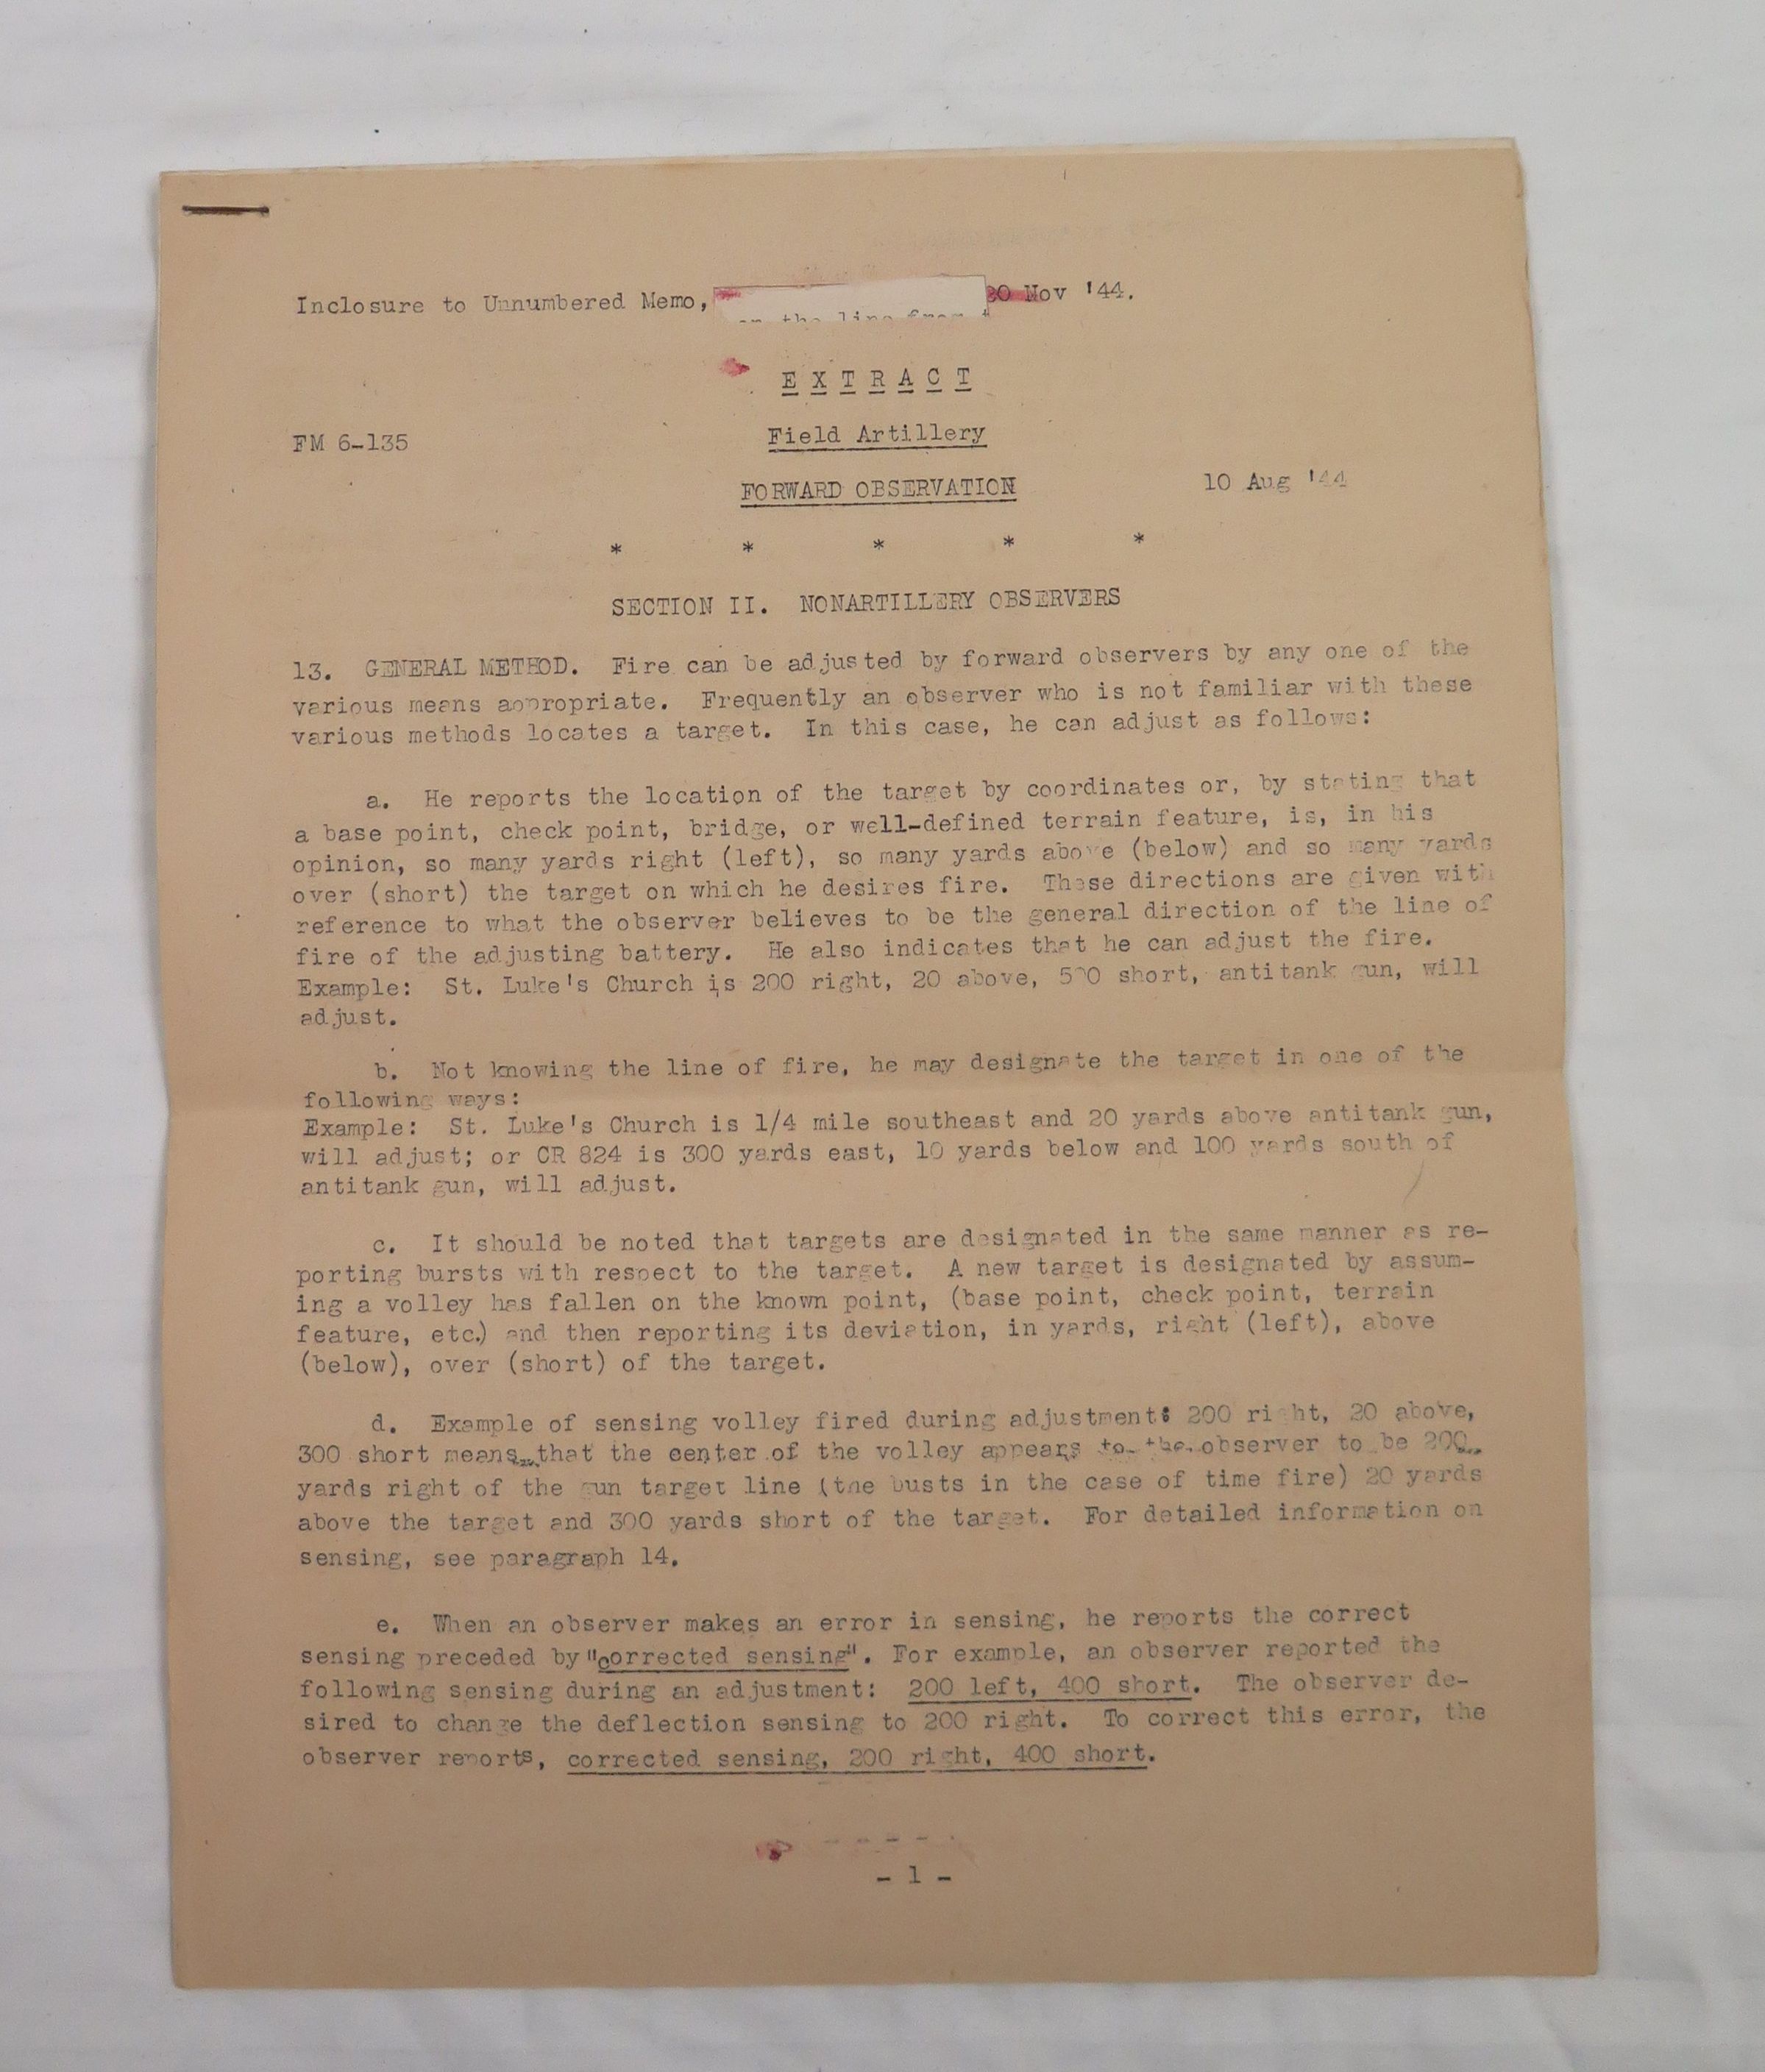 Inclosure to Unnumbered Memo, 20 Nov '44.
the line from
E X T R A C T
FM 6-135 Field Artillery
FORWARD OBSERVATION 10 Aug '44
* * * * *
SECTION II. NONARTILLERY OBSERVERS
13. GENERAL METHOD. Fire can be adjusted by forward observers by any one of the
various means appropriate. Frequently an observer who is not familiar with these
various methods locates a target. In this case, he can adjust as follows:
a. He reports the location of the target by coordinates or, by stating that
a base point, check point, bridge, or well-defined terrain feature, is, in his
opinion, so many yards right (left), so many yards above (below) and so many yards
over (short) the target on which he desires fire. These directions are given with
reference to what the observer believes to be the general direction of the line of
fire of the adjusting battery. He also indicates that he can adjust the fire.
Example: St. Luke's Church is 200 right, 20 above, 500 short, antitank gun, will
adjust.
b. Not knowing the line of fire, he may designate the target in one of the
following ways:
Example: St. Luke's Church is 1/4 mile southeast and 20 yards above antitank gun,
will adjust; or CR 824 is 300 yards east, 10 yards below and 100 yards south of
antitank gun, will adjust.
c. It should be noted that targets are designated in the same manner as re-
porting bursts with respect to the target. A new target is designated by assum-
ing a volley has fallen on the known point, (base point, check point, terrain
feature, etc.) and then reporting its deviation, in yards, right (left), above
(below), over (short) of the target.
d. Example of sensing volley fired during adjustment: 200 right, 20 above,
300 short means that the center of the volley appears to the observer to be 200
yards right of the gun target line (the busts in the case of time fire) 20 yards
above the target and 300 yards short of the target. For detailed information on
sensing, see paragraph 14.
e. When an observer makes an error in sensing, he reports the correct
sensing preceded by "corrected sensing". For example, an observer reported the
following sensing during an adjustment: 200 left, 400 short. The observer de-
sired to change the deflection sensing to 200 right. To correct this error, the
observer reports, corrected sensing, 200 right, 400 short.
- 1 -